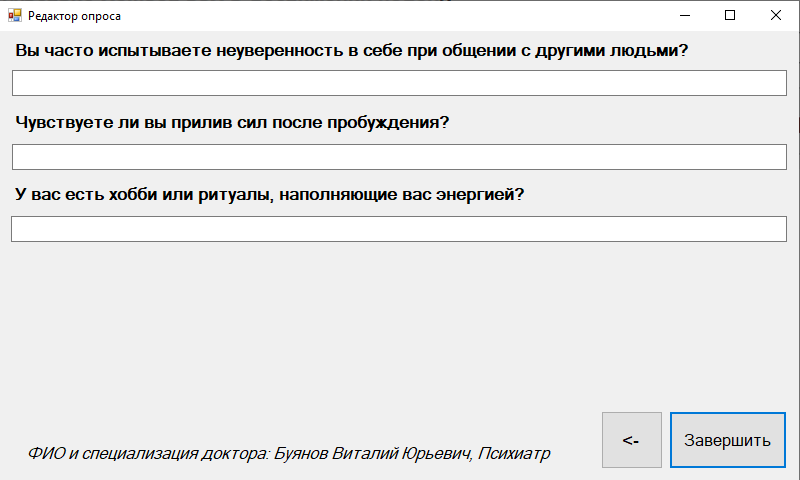 Редактор опроса
Вы часто испытываете неуверенность в себе при общении с другими людьми?
Чувствуете ли вы прилив сил после пробуждения?
У вас есть хобби или ритуалы, наполняющие вас энергией?
<- Завершить
ФИО и специализация доктора: Буянов Виталий Юрьевич, Психиатр